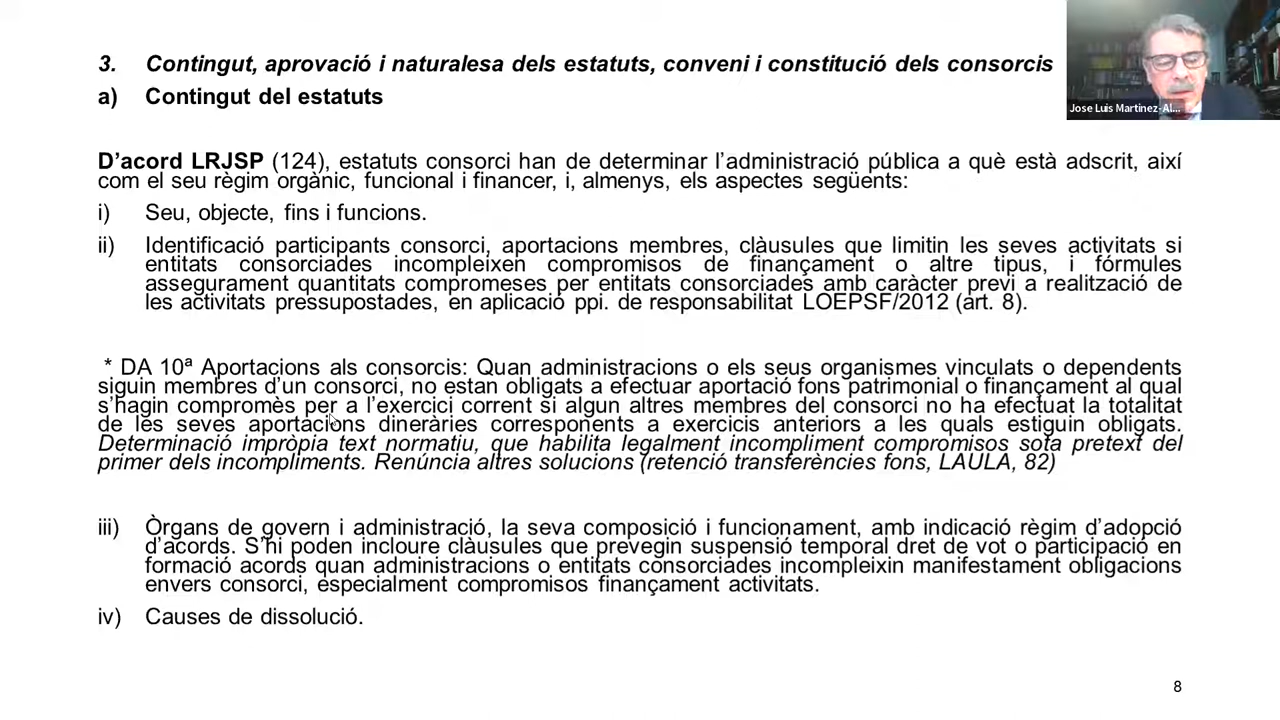 3. Contingut, aprovació i naturalesa dels estatuts, conveni i constitució dels consorcis
a) Contingut del estatuts
Jose Luis Martinez-Al...
D'acord LRJSP (124), estatuts consorci han de determinar l'administració pública a què està adscrit, així
com el seu règim orgànic, funcional i financer, i, almenys, els aspectes següents:
i) Seu, objecte, fins i funcions.
ii) Identificació participants consorci, aportacions membres, clàusules que limitin les seves activitats si
entitats consorciades incompleixen compromisos de finançament o altre tipus, i fórmules
assegurament quantitats compromeses per entitats consorciades amb caràcter previ a realització de
les activitats pressupostades, en aplicació ppi. de responsabilitat LOEPSF/2012 (art. 8).
* DA 10ª Aportacions als consorcis: Quan administracions o els seus organismes vinculats o dependents
siguin membres d'un consorci, no estan obligats a efectuar aportació fons patrimonial o finançament al qual
s'hagin compromès per a l'exercici corrent si algun altres membres del consorci no ha efectuat la totalitat
de les seves aportacions dineràries corresponents a exercicis anteriors a les quals estiguin obligats.
Determinació impròpia text normatiu, que habilita legalment incompliment compromisos sota pretext del
primer dels incompliments. Renúncia altres solucions (retenció transferències fons, LAULA, 82)
iii) Òrgans de govern i administració, la seva composició i funcionament, amb indicació règim d'adopció
d'acords. S'hi poden incloure clàusules que prevegin suspensió temporal dret de vot o participació en
formació acords quan administracions o entitats consorciades incompleixin manifestament obligacions
envers consorci, especialment compromisos finançament activitats.
iv) Causes de dissolució.
8